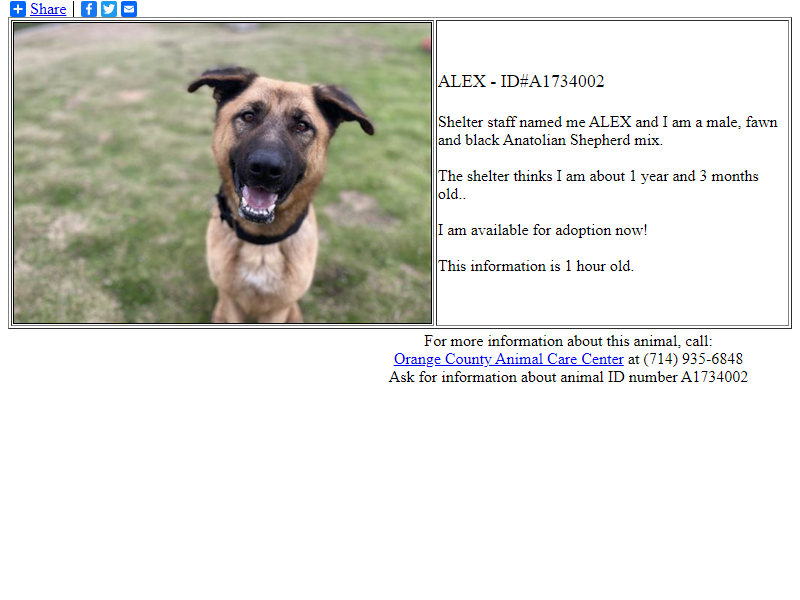 Share
ALEX - ID#A1734002
Shelter staff named me ALEX and I am a male, fawn
and black Anatolian Shepherd mix.
The shelter thinks I am about 1 year and 3 months
old..
I am available for adoption now!
This information is 1 hour old.
For more information about this animal, call:
Orange County Animal Care Center at (714) 935-6848
Ask for information about animal ID number A1734002